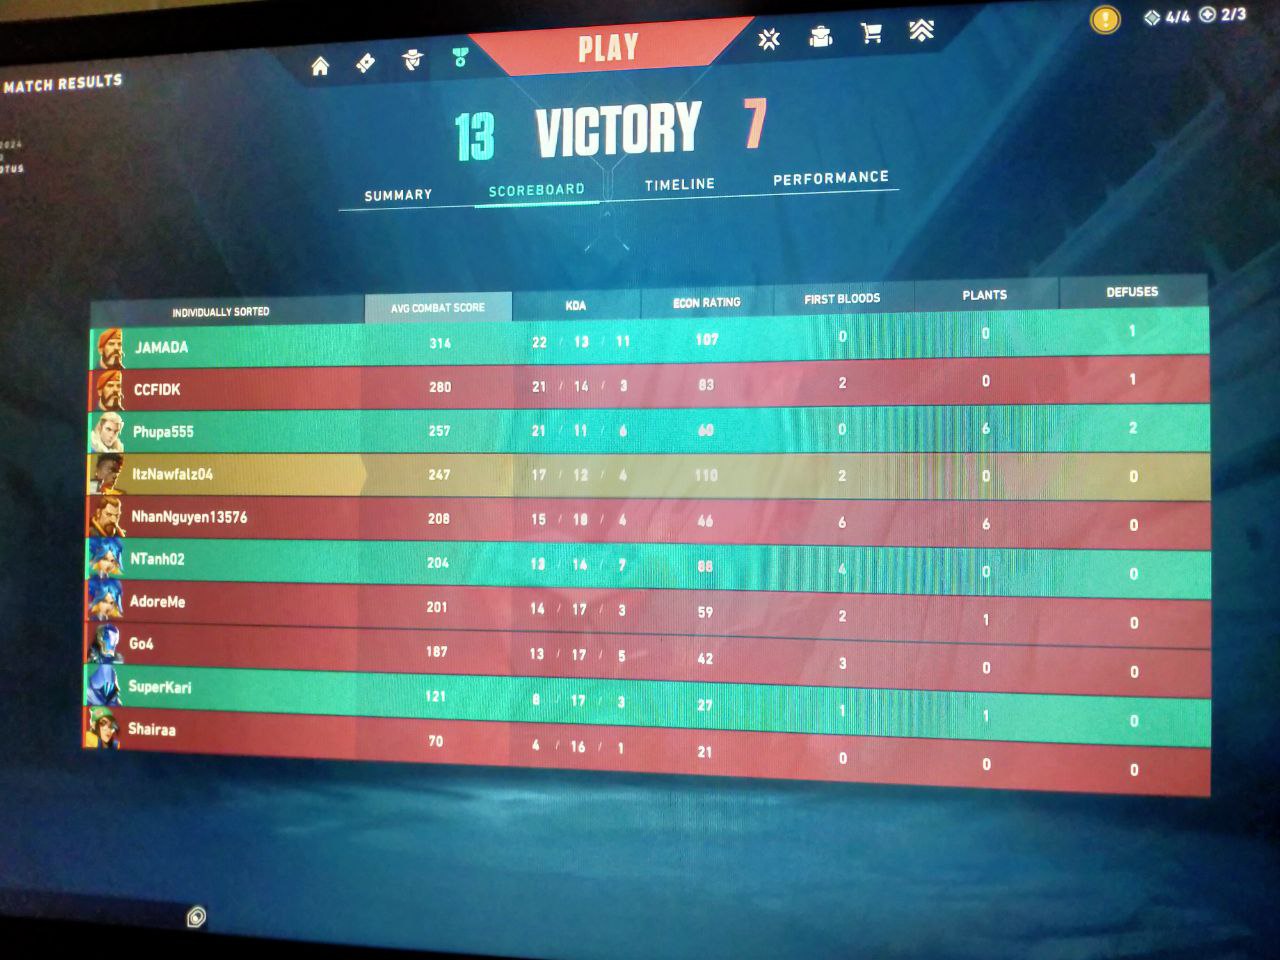 PLAY
4/4 2/3
MATCH RESULTS
13 VICTORY 7
2024
OTUS
SUMMARY SCOREBOARD TIMELINE PERFORMANCE
INDIVIDUALLY SORTED AVG COMBAT SCORE KDA ECON RATING FIRST BLOODS PLANTS DEFUSES
JAMADA 314 22 / 13 / 11 107 0 0 1
CCFIDK 280 21 / 14 / 3 83 2 0 1
Phupa555 257 21 / 11 / 6 60 0 6 2
ItzNawfalz04 247 17 / 12 / 4 110 2 0 0
NhanNguyen13576 208 15 / 18 / 4 46 6 6 0
NTanh02 204 13 / 14 / 7 88 4 0 0
AdoreMe 201 14 / 17 / 3 59 2 1 0
Go4 187 13 / 17 / 5 42 3 0 0
SuperKari 121 8 / 17 / 3 27 1 1 0
Shairaa 70 4 / 16 / 1 21 0 0 0